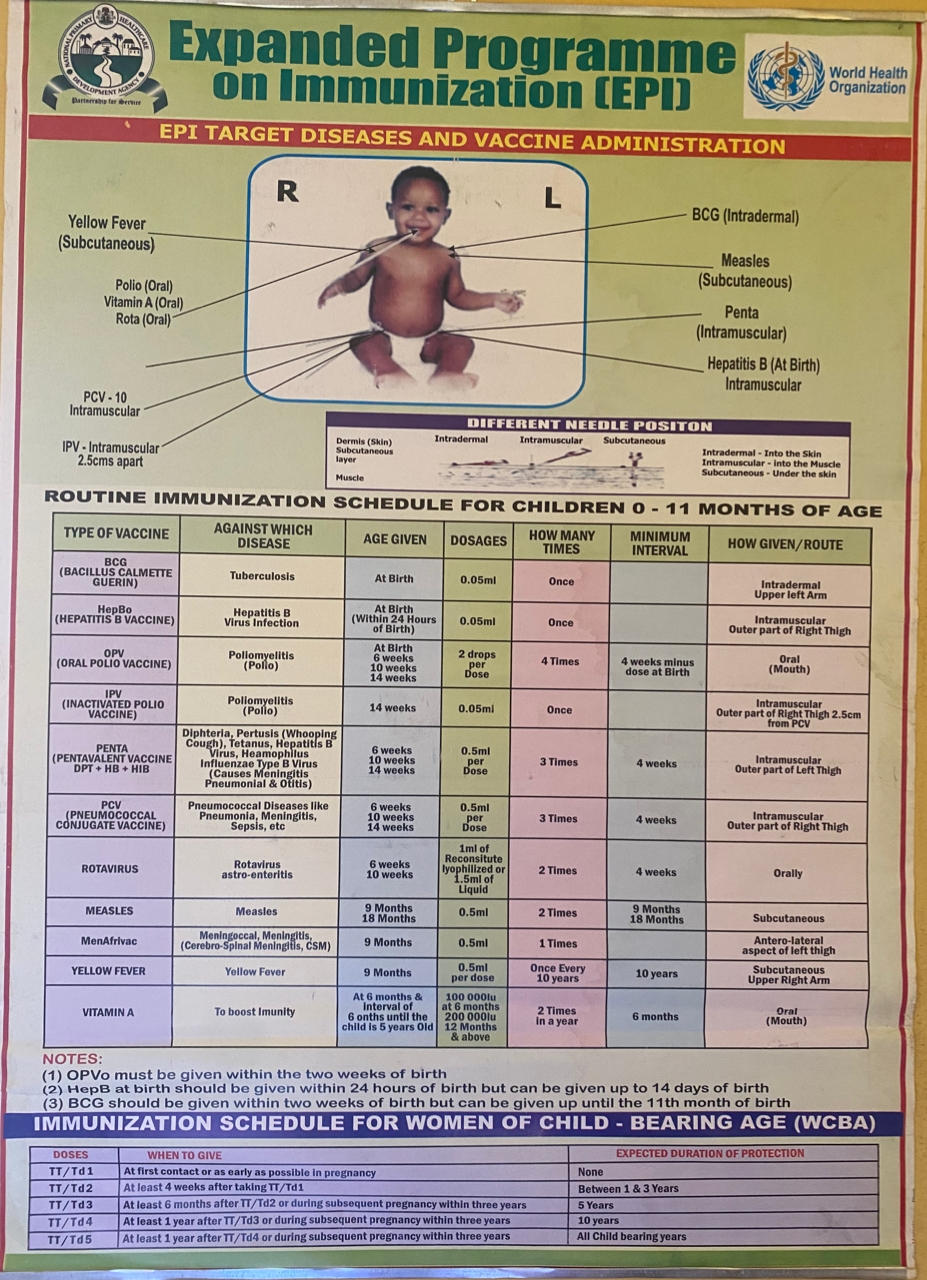 NATIONAL PRIMARY HEALTHCARE
DEVELOPMENT AGENCY
Partnership for Service
Expanded Programme
on Immunization (EPI)
World Health
Organization
EPI TARGET DISEASES AND VACCINE ADMINISTRATION
R
L
Yellow Fever
(Subcutaneous)
Polio (Oral)
Vitamin A (Oral)
Rota (Oral)
PCV - 10
Intramuscular
IPV - Intramuscular
2.5cms apart
BCG (Intradermal)
Measles
(Subcutaneous)
Penta
(Intramuscular)
Hepatitis B (At Birth)
Intramuscular
DIFFERENT NEEDLE POSITON
Dermis (Skin)
Subcutaneous
layer
Muscle
Intradermal
Intramuscular
Subcutaneous
Intradermal - Into the Skin
Intramuscular - into the Muscle
Subcutaneous - Under the skin
ROUTINE IMMUNIZATION SCHEDULE FOR CHILDREN 0 - 11 MONTHS OF AGE
TYPE OF VACCINE
AGAINST WHICH
DISEASE
AGE GIVEN
DOSAGES
HOW MANY
TIMES
MINIMUM
INTERVAL
HOW GIVEN/ROUTE
BCG
(BACILLUS CALMETTE
GUERIN)
Tuberculosis
At Birth
0.05ml
Once
Intradermal
Upper left Arm
HepBo
(HEPATITIS B VACCINE)
Hepatitis B
Virus Infection
At Birth
(Within 24 Hours
of Birth)
0.05ml
Once
Intramuscular
Outer part of Right Thigh
OPV
(ORAL POLIO VACCINE)
Poliomyelitis
(Polio)
At Birth
6 weeks
10 weeks
14 weeks
2 drops
per
Dose
4 Times
4 weeks minus
dose at Birth
Oral
(Mouth)
IPV
(INACTIVATED POLIO
VACCINE)
Poliomyelitis
(Polio)
14 weeks
0.05ml
Once
Intramuscular
Outer part of Right Thigh 2.5cm
from PCV
PENTA
(PENTAVALENT VACCINE
DPT + HB + HIB
Diphteria, Pertusis (Whooping
Cough), Tetanus, Hepatitis B
Virus, Heamophilus
Influenzae Type B Virus
(Causes Meningitis
Pneumonial & Otitis)
6 weeks
10 weeks
14 weeks
0.5ml
per
Dose
3 Times
4 weeks
Intramuscular
Outer part of Left Thigh
PCV
(PNEUMOCOCCAL
CONJUGATE VACCINE)
Pneumococcal Diseases like
Pneumonia, Meningitis,
Sepsis, etc
6 weeks
10 weeks
14 weeks
0.5ml
per
Dose
3 Times
4 weeks
Intramuscular
Outer part of Right Thigh
ROTAVIRUS
Rotavirus
astro-enteritis
6 weeks
10 weeks
1ml of
Reconsitute
lyophilized or
1.5ml of
Liquid
2 Times
4 weeks
Orally
MEASLES
Measles
9 Months
18 Months
0.5ml
2 Times
9 Months
18 Months
Subcutaneous
MenAfrivac
Meningoccal, Meningitis,
(Cerebro-Spinal Meningitis, CSM)
9 Months
0.5ml
1 Times
Antero-lateral
aspect of left thigh
YELLOW FEVER
Yellow Fever
9 Months
0.5ml
per dose
Once Every
10 years
10 years
Subcutaneous
Upper Right Arm
VITAMIN A
To boost Imunity
At 6 months &
Interval of
6 onths until the
child is 5 years Old
100 000Iu
at 6 months
200 000Iu
12 Months
& above
2 Times
in a year
6 months
Oral
(Mouth)
NOTES:
(1) OPVo must be given within the two weeks of birth
(2) HepB at birth should be given within 24 hours of birth but can be given up to 14 days of birth
(3) BCG should be given within two weeks of birth but can be given up until the 11th month of birth
IMMUNIZATION SCHEDULE FOR WOMEN OF CHILD - BEARING AGE (WCBA)
DOSES
WHEN TO GIVE
EXPECTED DURATION OF PROTECTION
TT/Td1
At first contact or as early as possible in pregnancy
None
TT/Td2
At least 4 weeks after taking TT/Td1
Between 1 & 3 Years
TT/Td3
At least 6 months after TT/Td2 or during subsequent pregnancy within three years
5 Years
TT/Td4
At least 1 year after TT/Td3 or during subsequent pregnancy within three years
10 years
TT/Td5
At least 1 year after TT/Td4 or during subsequent pregnancy within three years
All Child bearing years